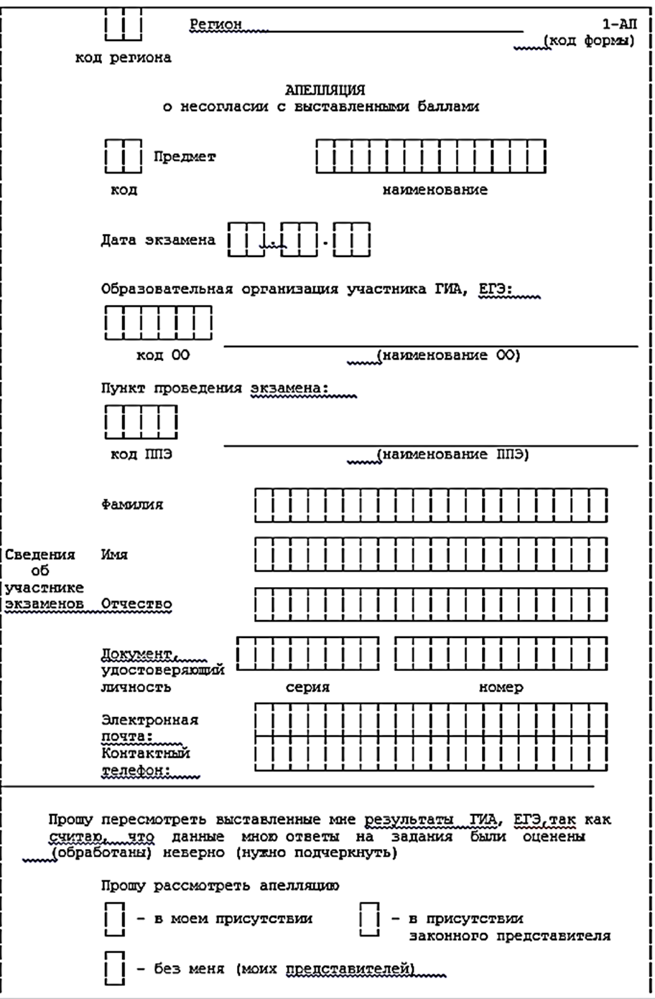 Регион 1-АП
(код формы)
код региона
АПЕЛЛЯЦИЯ
о несогласии с выставленными баллами
Предмет
код наименование
Дата экзамена . .
Образовательная организация участника ГИА, ЕГЭ:
код ОО (наименование ОО)
Пункт проведения экзамена:
код ППЭ (наименование ППЭ)
Фамилия
Сведения Имя
об
участнике
экзаменов Отчество
Документ,
удостоверяющий
личность серия номер
Электронная
почта:
Контактный
телефон:
Прошу пересмотреть выставленные мне результаты ГИА, ЕГЭ,так как
считаю, что данные мною ответы на задания были оценены
(обработаны) неверно (нужно подчеркнуть)
Прошу рассмотреть апелляцию
- в моем присутствии - в присутствии
законного представителя
- без меня (моих представителей)